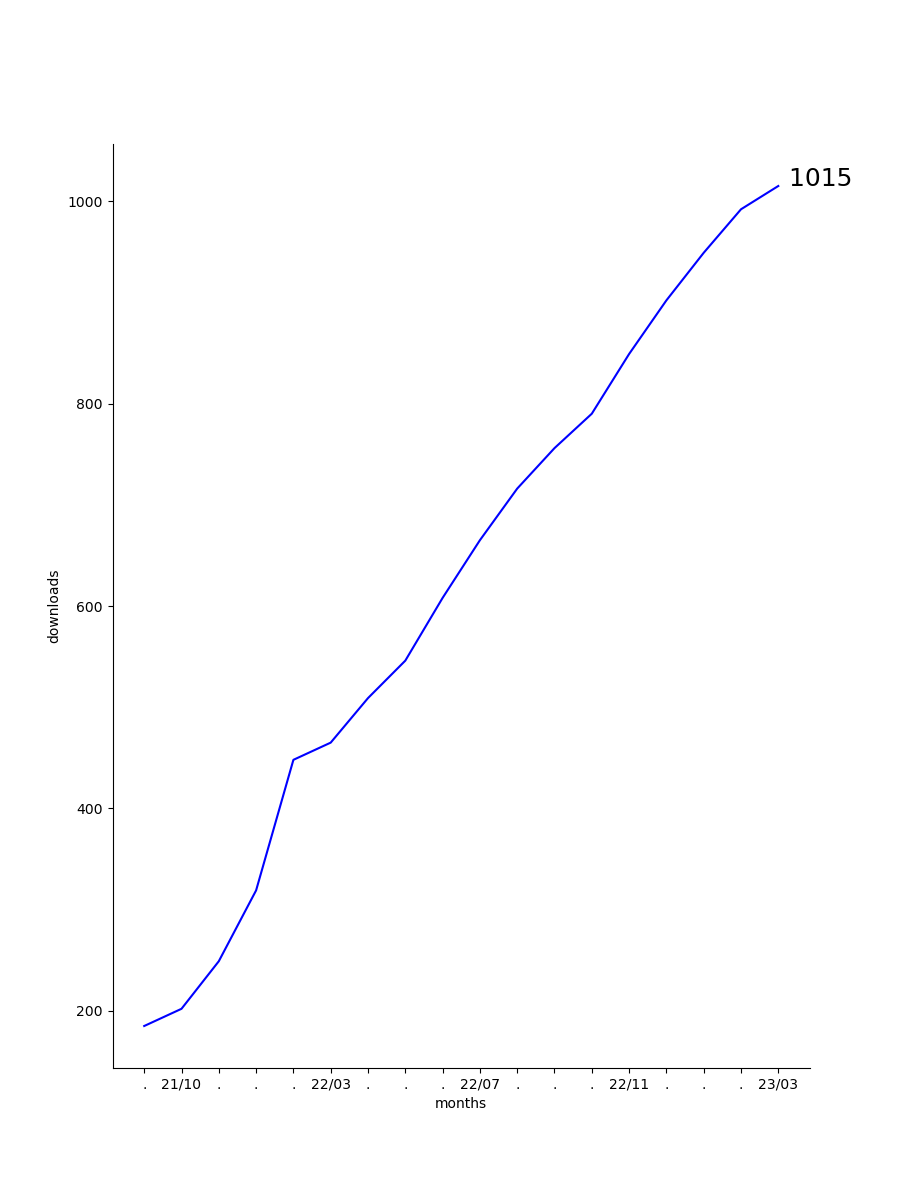 1015
1000
800
600
400
200
downloads
. 21/10 . . . 22/03 . . . 22/07 . . . 22/11 . . . 23/03
months